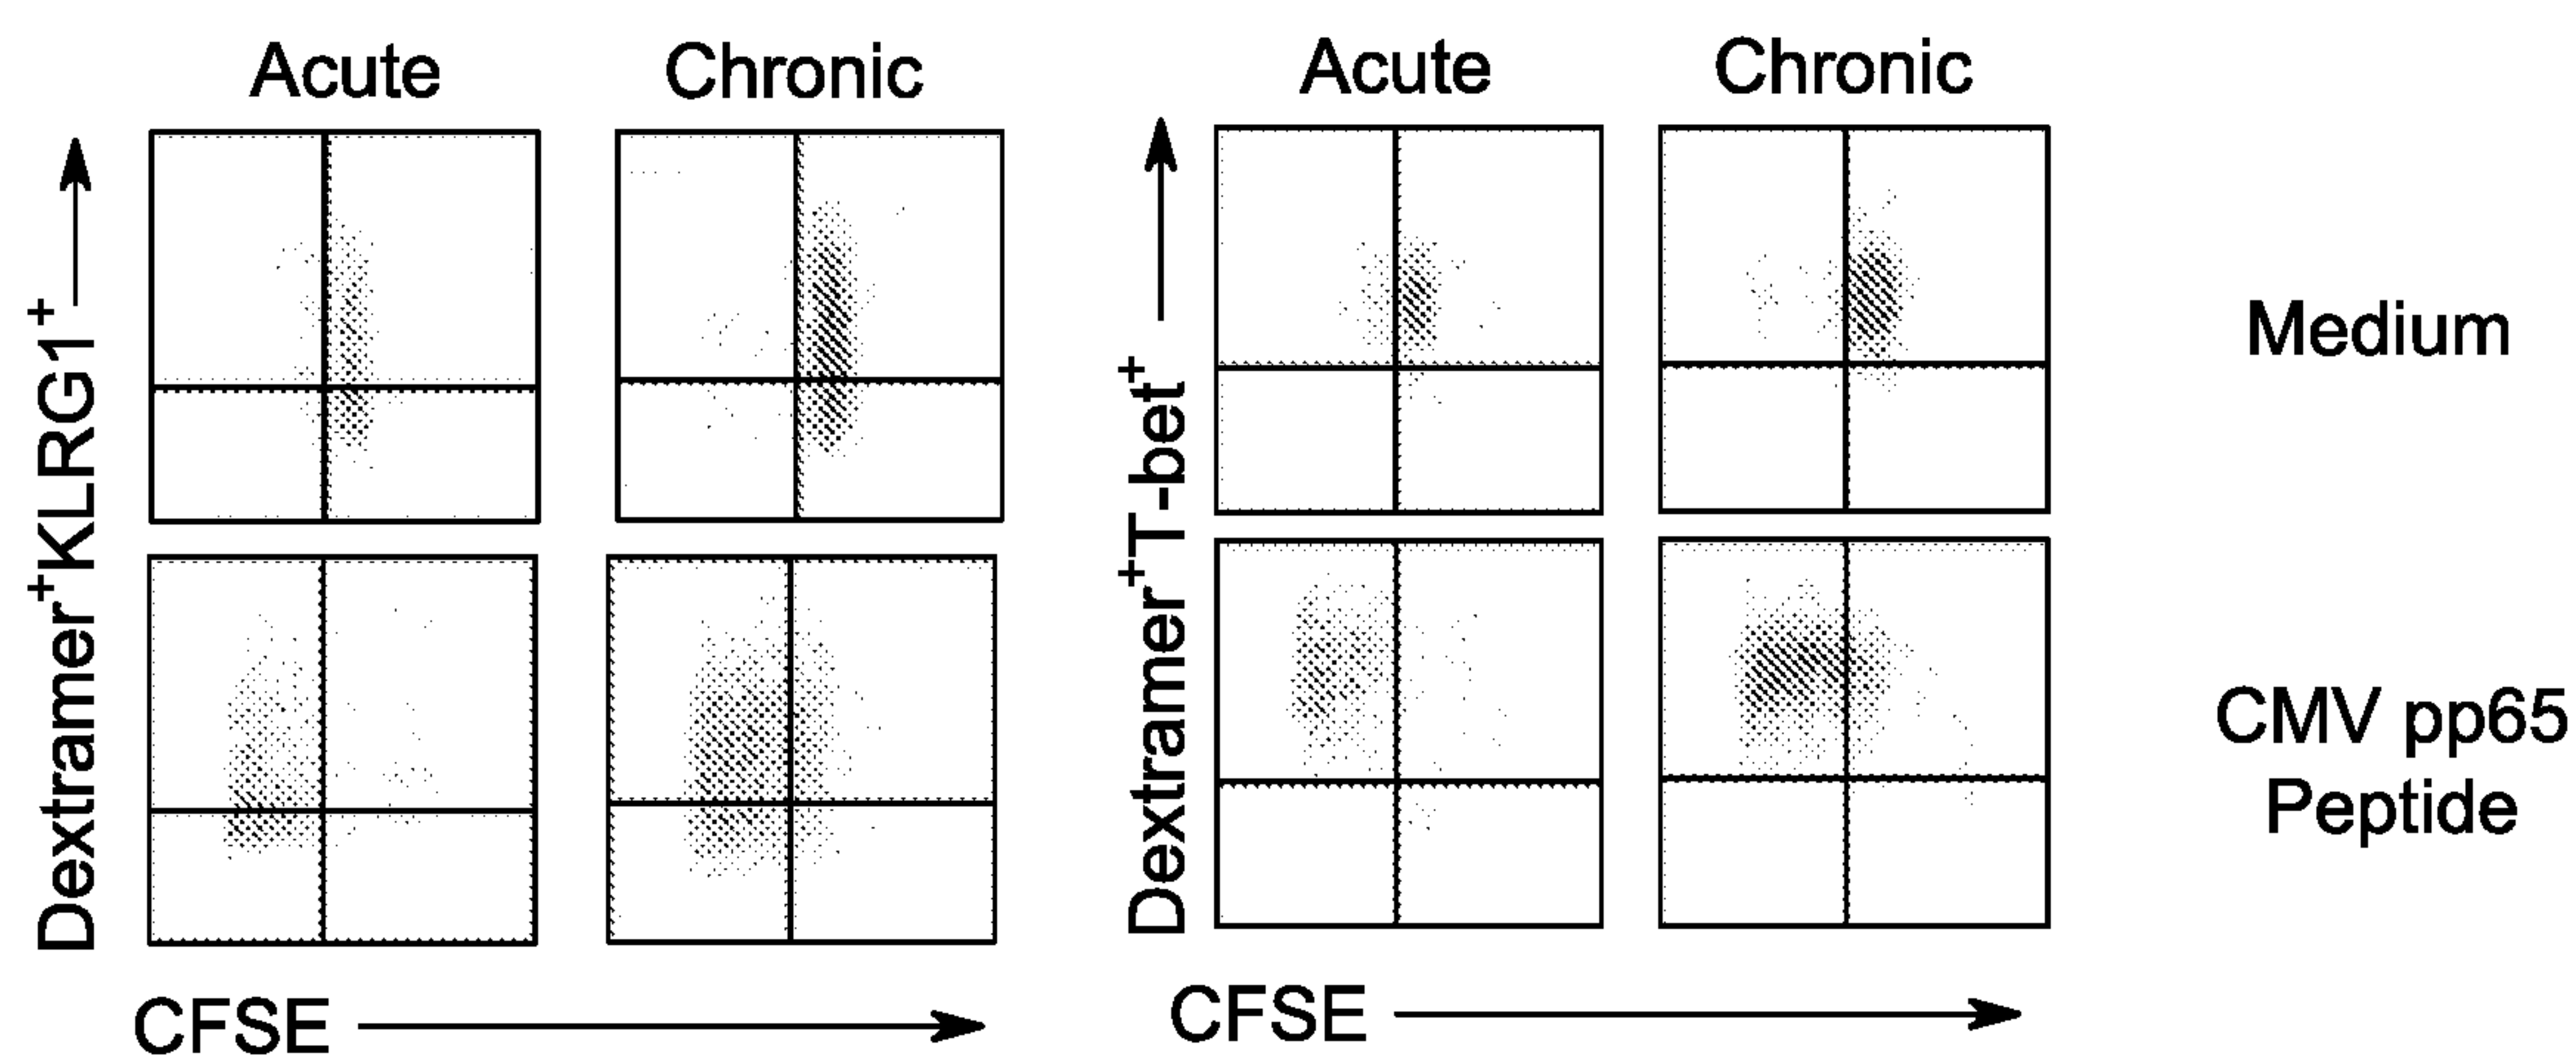 Acute
Chronic
Acute
Chronic
Dextramer⁺KLRG1⁺
Dextramer⁺T-bet⁺
Medium
CMV pp65
Peptide
CFSE
CFSE